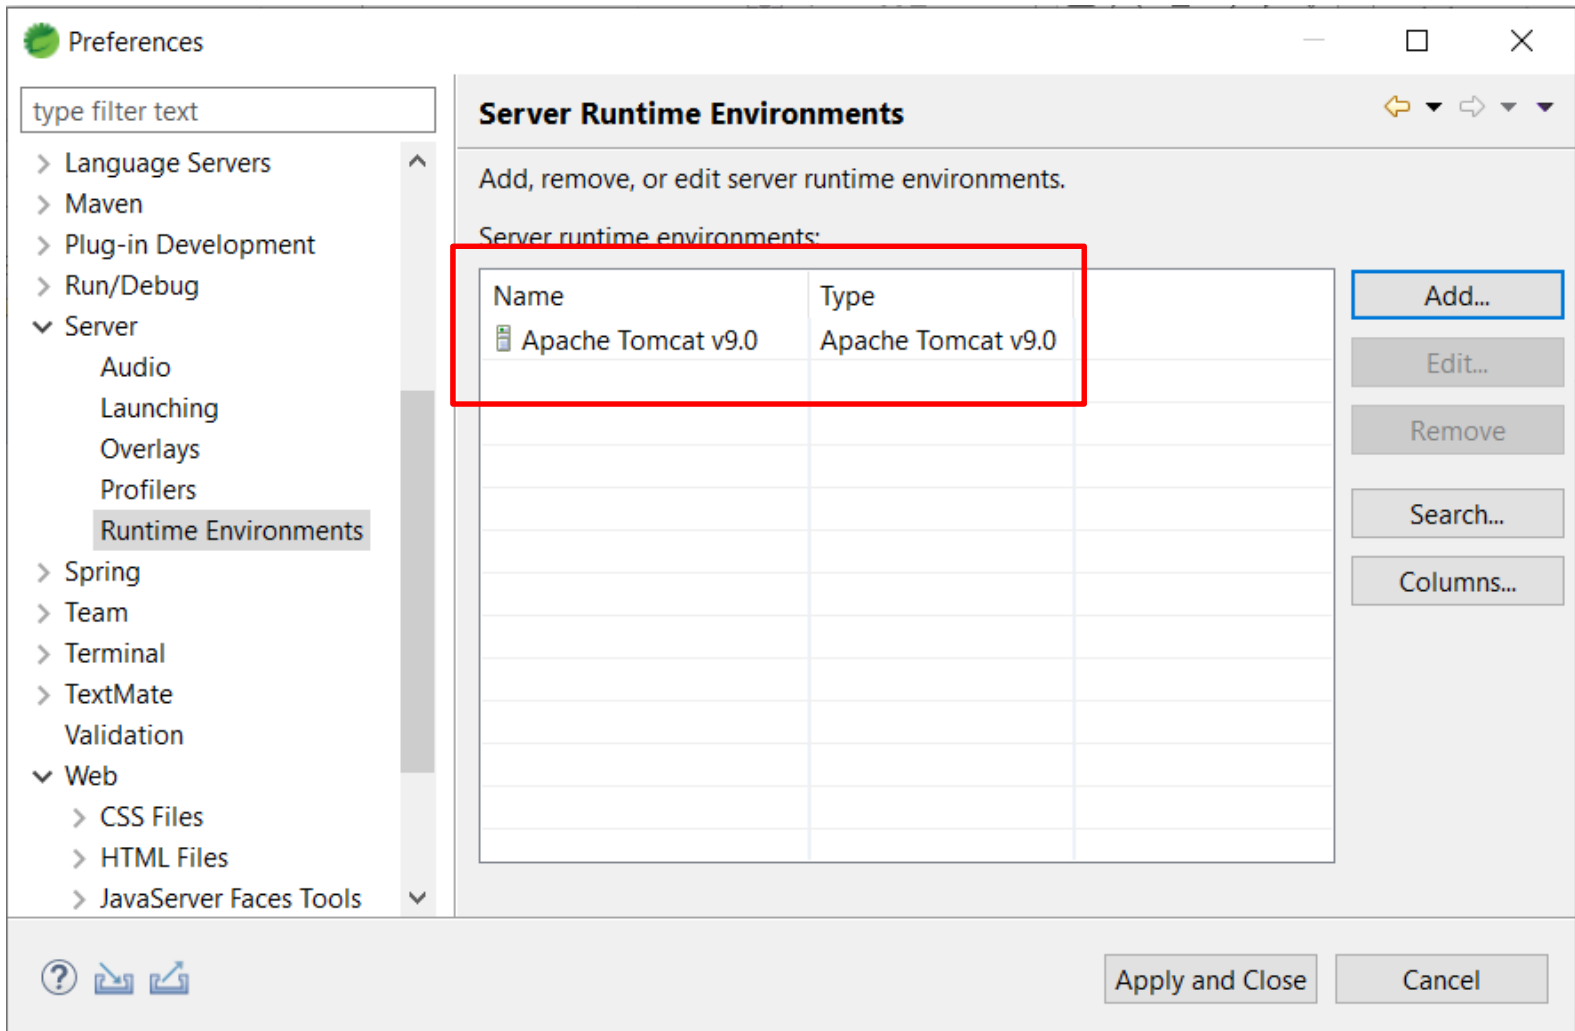 Preferences
type filter text
Language Servers
Maven
Plug-in Development
Run/Debug
Server
Audio
Launching
Overlays
Profilers
Runtime Environments
Spring
Team
Terminal
TextMate
Validation
Web
CSS Files
HTML Files
JavaServer Faces Tools
Server Runtime Environments
Add, remove, or edit server runtime environments.
Server runtime environments:
Name Type
Apache Tomcat v9.0 Apache Tomcat v9.0
Add...
Edit...
Remove
Search...
Columns...
?
Apply and Close Cancel